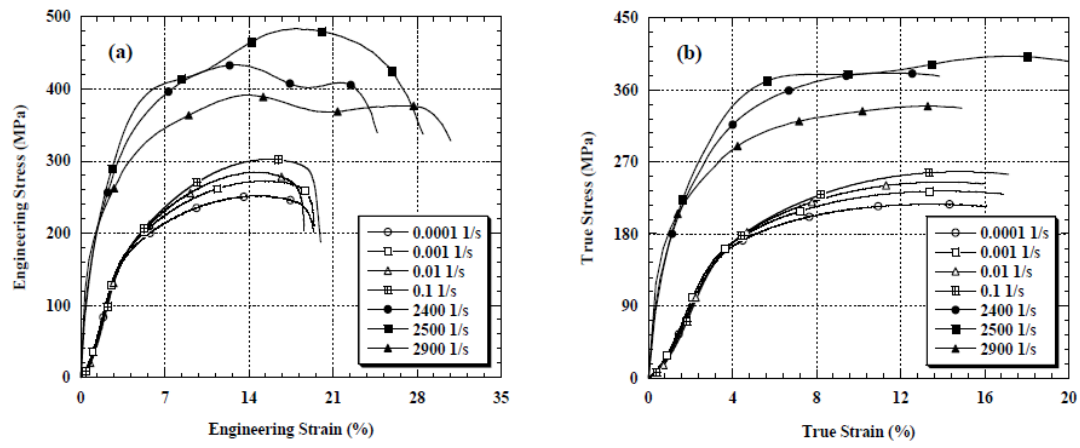 (a)
Engineering Stress (MPa)
500
400
300
200
100
0
0 7 14 21 28 35
Engineering Strain (%)
0.0001 1/s
0.001 1/s
0.01 1/s
0.1 1/s
2400 1/s
2500 1/s
2900 1/s
(b)
True Stress (MPa)
450
360
270
180
90
0
0 4 8 12 16 20
True Strain (%)
0.0001 1/s
0.001 1/s
0.01 1/s
0.1 1/s
2400 1/s
2500 1/s
2900 1/s